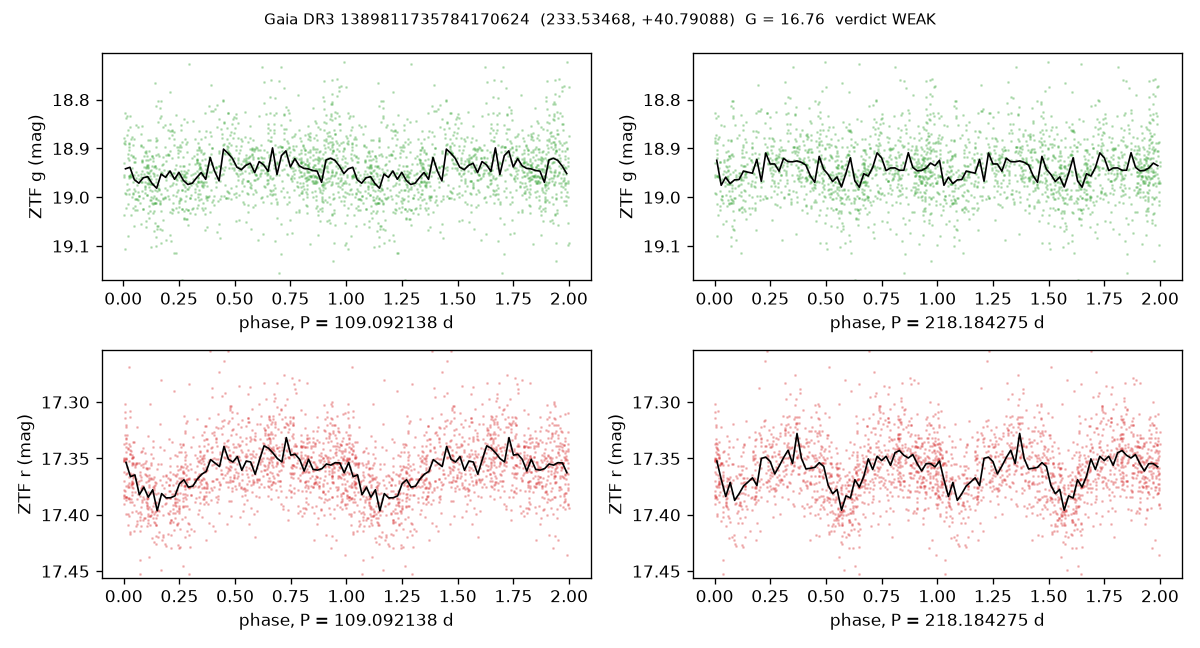 Gaia DR3 1389811735784170624 (233.53468, +40.79088) G = 16.76 verdict WEAK
ZTF g (mag)
18.8
18.9
19.0
19.1
0.00 0.25 0.50 0.75 1.00 1.25 1.50 1.75 2.00
phase, P = 109.092138 d
ZTF g (mag)
18.8
18.9
19.0
19.1
0.00 0.25 0.50 0.75 1.00 1.25 1.50 1.75 2.00
phase, P = 218.184275 d
ZTF r (mag)
17.30
17.35
17.40
17.45
0.00 0.25 0.50 0.75 1.00 1.25 1.50 1.75 2.00
phase, P = 109.092138 d
ZTF r (mag)
17.30
17.35
17.40
17.45
0.00 0.25 0.50 0.75 1.00 1.25 1.50 1.75 2.00
phase, P = 218.184275 d